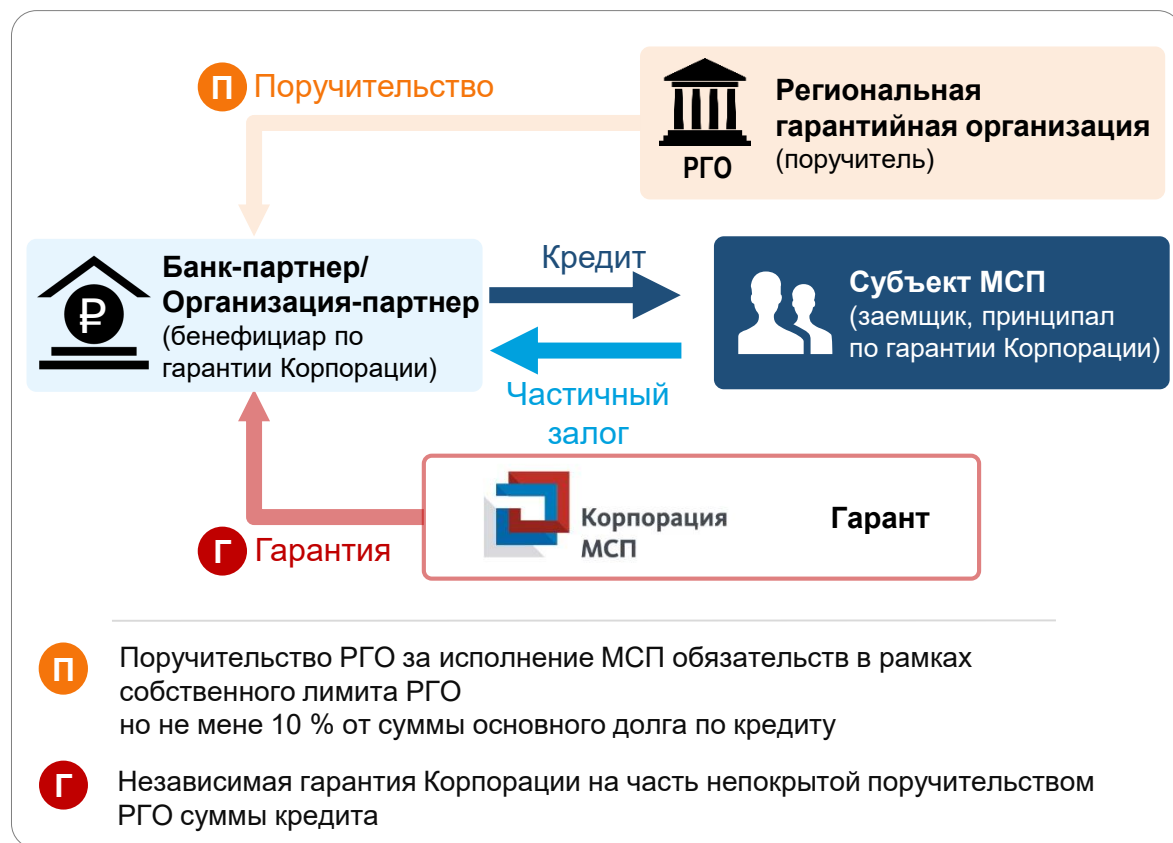 П Поручительство
Региональная
гарантийная организация
(поручитель)
РГО
Банк-партнер/
Организация-партнер
(бенефициар по
гарантии Корпорации)
₽
Кредит
Субъект МСП
(заемщик, принципал
по гарантии Корпорации)
Частичный
залог
Корпорация
МСП
Гарант
Г Гарантия
П
Поручительство РГО за исполнение МСП обязательств в рамках
собственного лимита РГО
но не мене 10 % от суммы основного долга по кредиту
Г
Независимая гарантия Корпорации на часть непокрытой поручительством
РГО суммы кредита